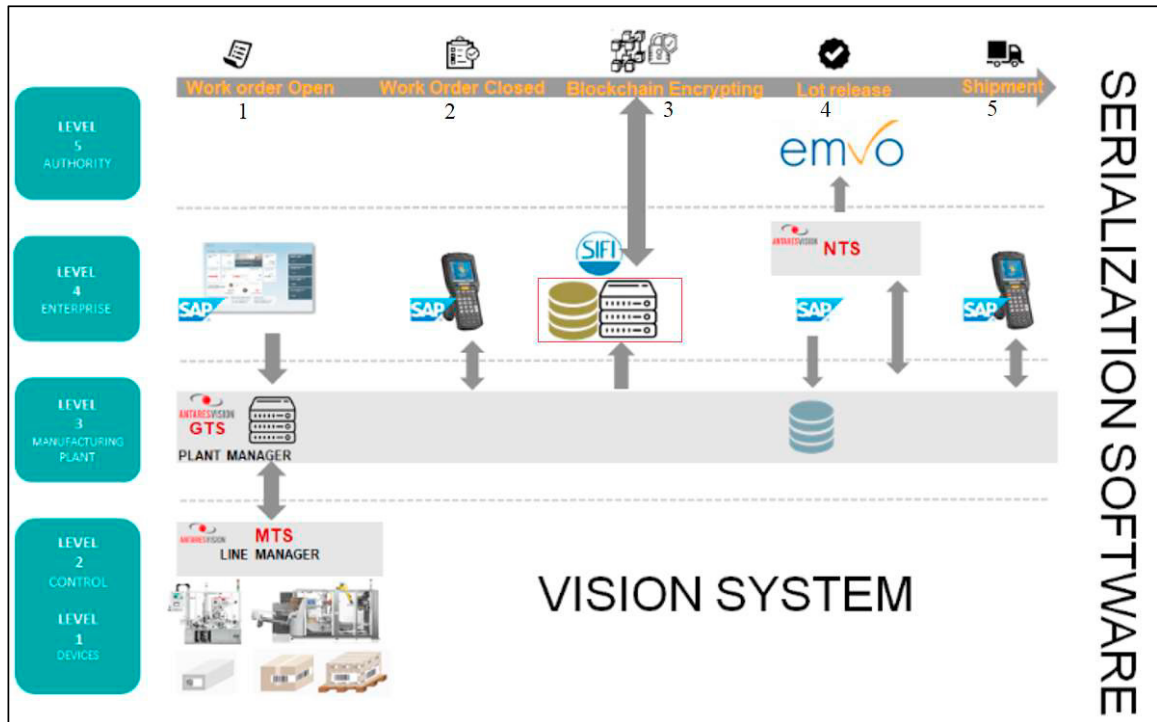 Work order Open
Work Order Closed
Blockchain Encrypting
Lot release
Shipment
1
2
3
4
5
LEVEL
5
AUTHORITY
emvo
LEVEL
4
ENTERPRISE
SAP
SAP
SIFI
ANTARESVISION
NTS
SAP
SAP
LEVEL
3
MANUFACTURING
PLANT
ANTARESVISION
GTS
PLANT MANAGER
LEVEL
2
CONTROL
LEVEL
1
DEVICES
ANTARESVISION
MTS
LINE MANAGER
VISION SYSTEM
SERIALIZATION SOFTWARE